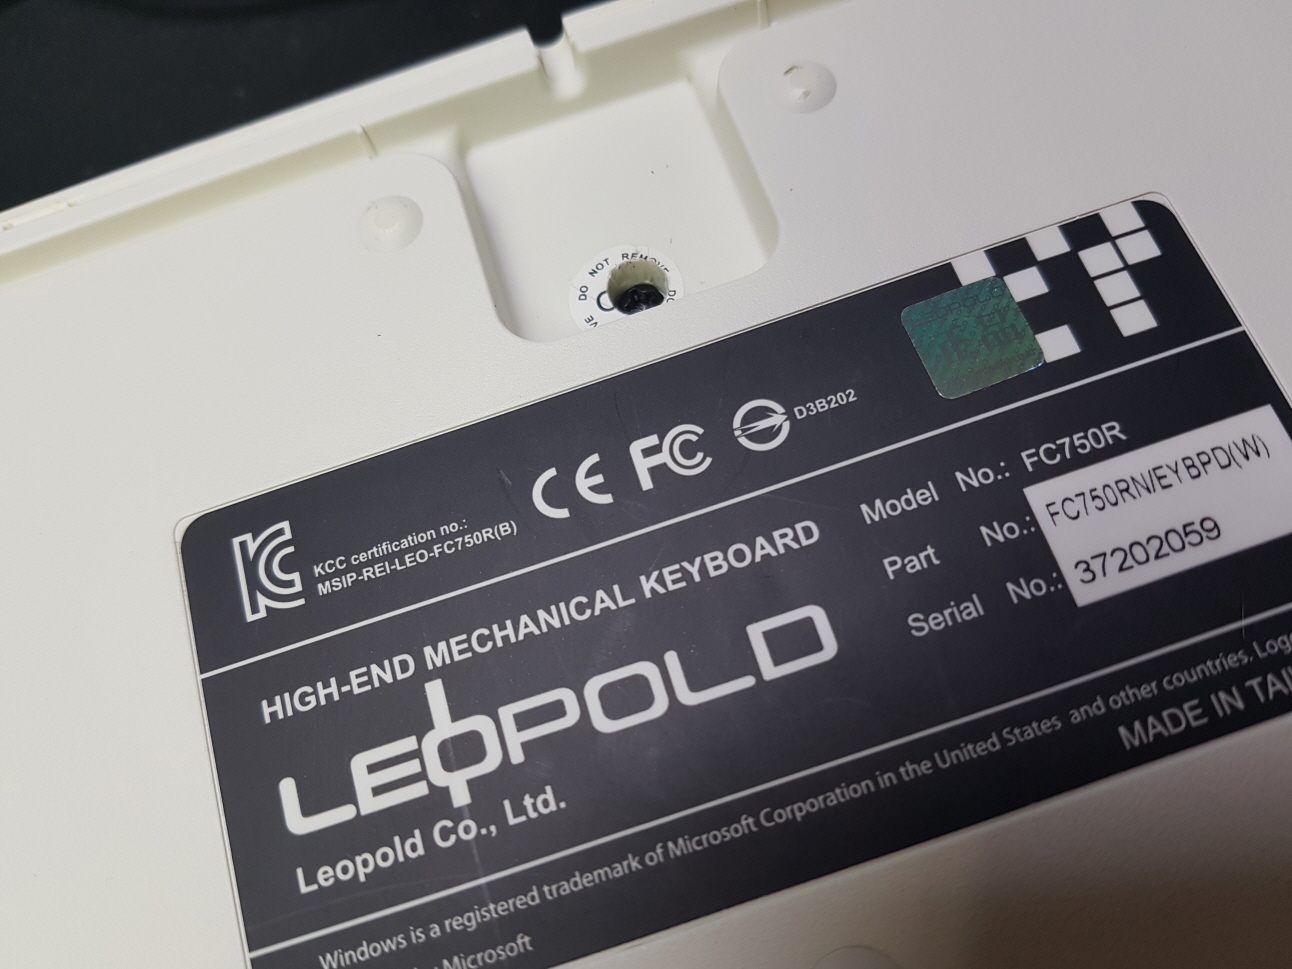 DO NOT REMOVE
D3B202
KCC certification no.:
MSIP-REI-LEO-FC750R(B)
CE FC
HIGH-END MECHANICAL KEYBOARD
LEOPOLD
Leopold Co., Ltd.
Model No.: FC750R
Part No.: FC750RN/EYBPD(W)
Serial No.: 37202059
Windows is a registered trademark of Microsoft Corporation in the United States and other countries.
Microsoft
MADE IN